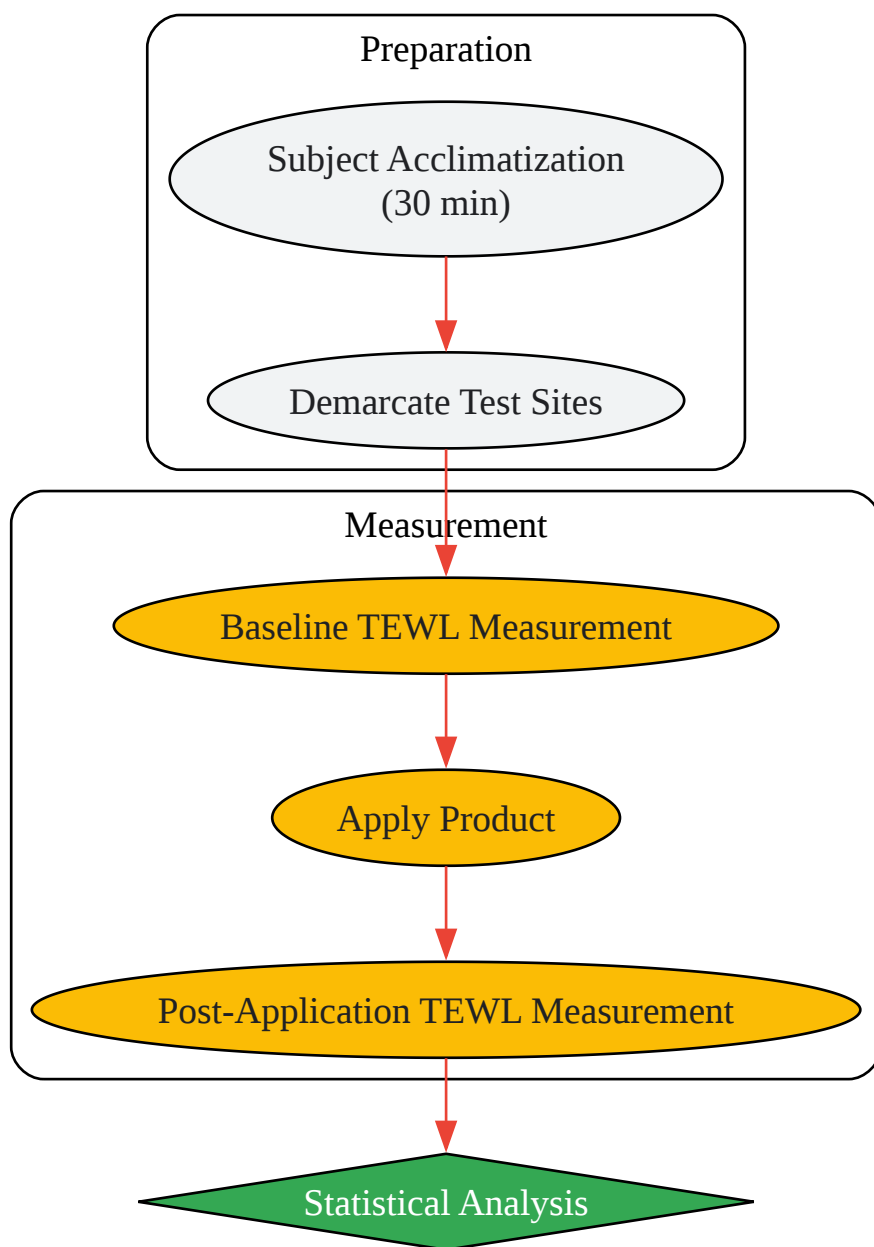 Preparation
Subject Acclimatization
(30 min)
Demarcate Test Sites
Measurement
Baseline TEWL Measurement
Apply Product
Post-Application TEWL Measurement
Statistical Analysis